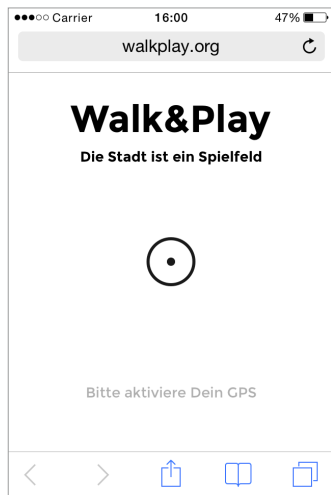 Carrier 16:00 47%
walkplay.org
Walk&Play
Die Stadt ist ein Spielfeld
Bitte aktiviere Dein GPS